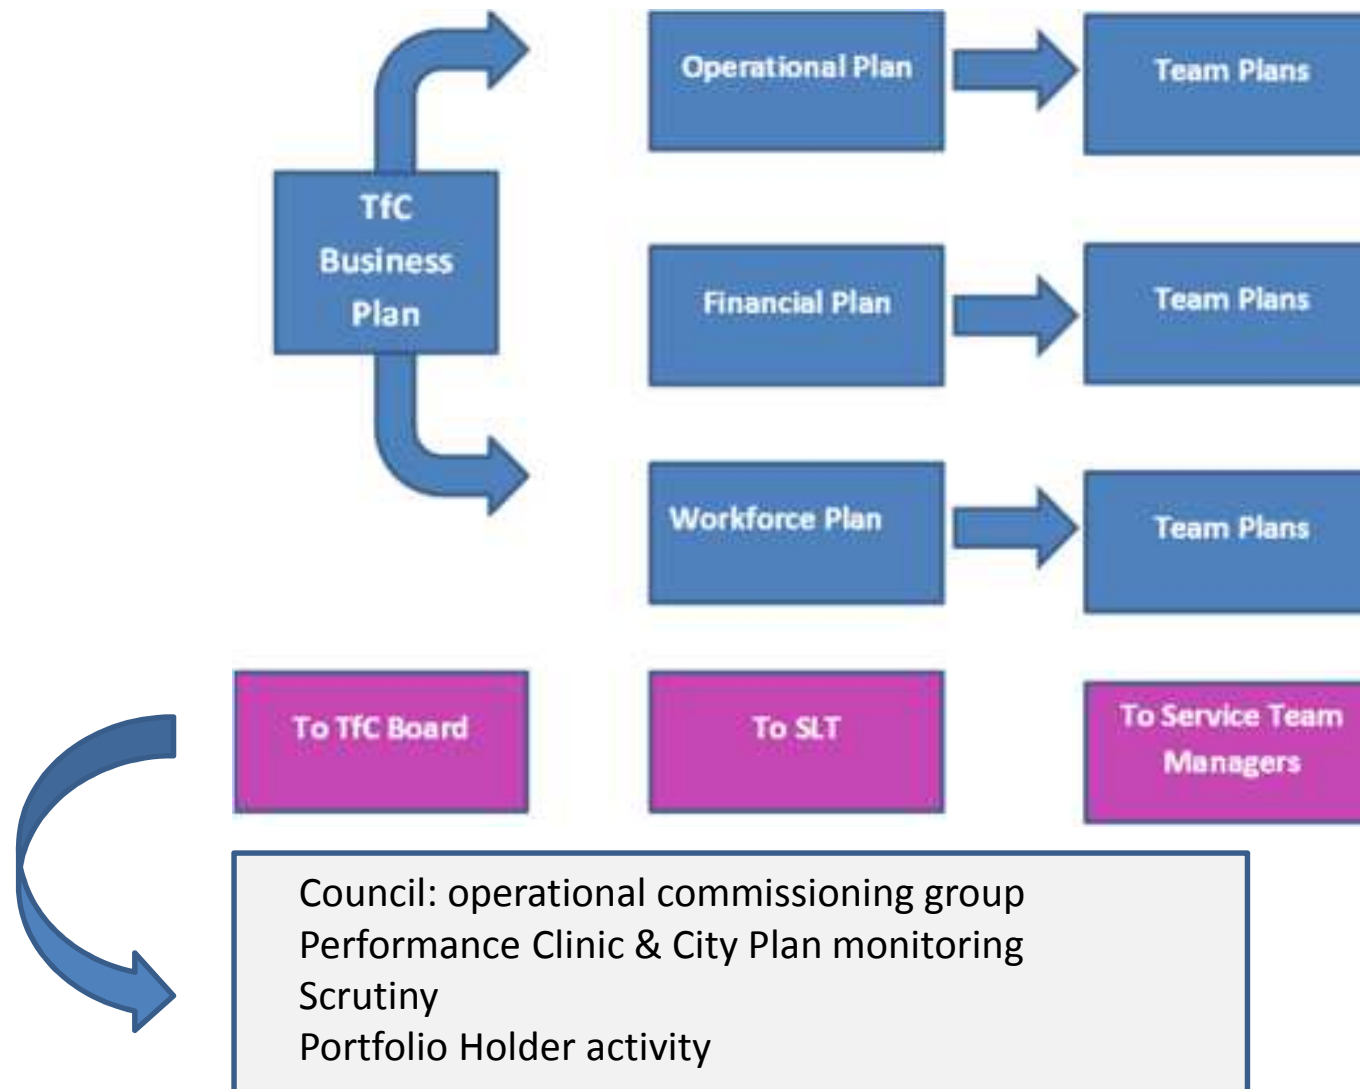 Operational Plan
Team Plans
TfC
Business
Plan
Financial Plan
Team Plans
Workforce Plan
Team Plans
To TfC Board
To SLT
To Service Team
Managers
Council: operational commissioning group
Performance Clinic & City Plan monitoring
Scrutiny
Portfolio Holder activity